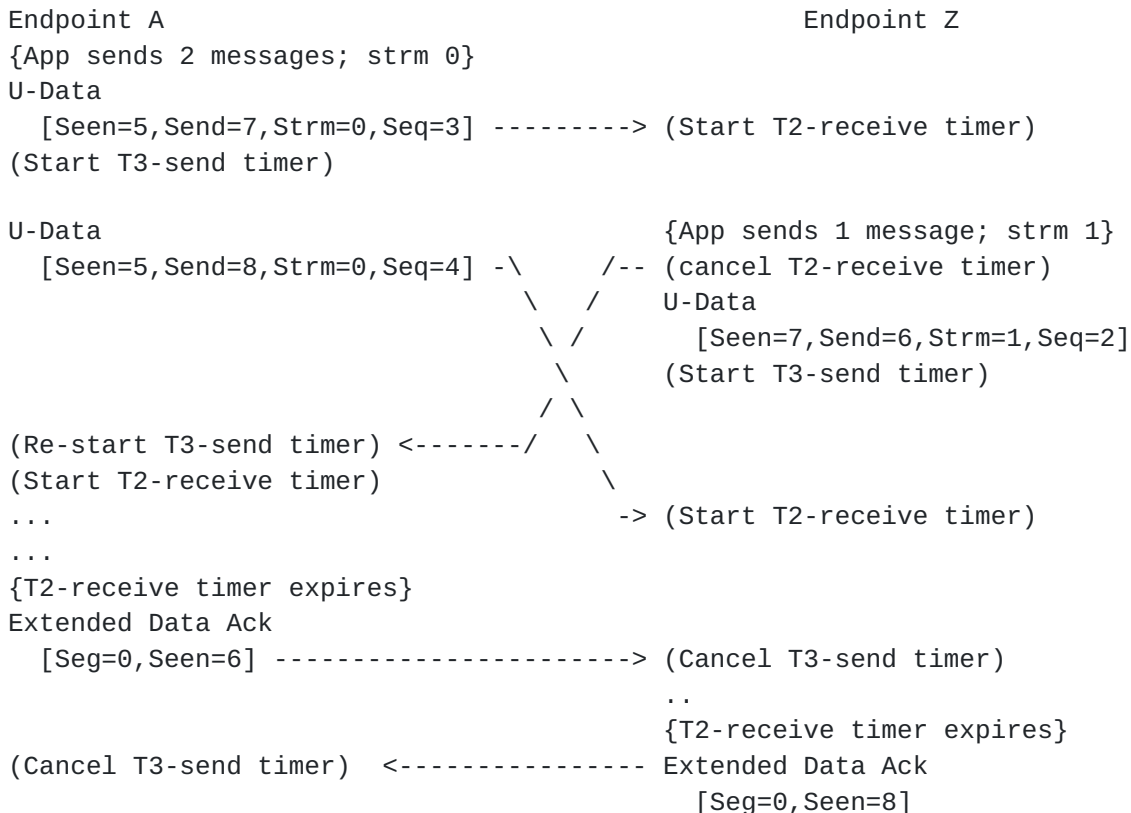 Endpoint A                                         Endpoint Z
{App sends 2 messages; strm 0}
U-Data
  [Seen=5,Send=7,Strm=0,Seq=3] ---------> (Start T2-receive timer)
(Start T3-send timer)

U-Data                                    {App sends 1 message; strm 1}
  [Seen=5,Send=8,Strm=0,Seq=4] -\     /-- (cancel T2-receive timer)
                                 \   /    U-Data
                                  \ /       [Seen=7,Send=6,Strm=1,Seq=2]
                                   \      (Start T3-send timer)
                                  / \
(Re-start T3-send timer) <-------/   \
(Start T2-receive timer)              \
...                                    -> (Start T2-receive timer)
...
{T2-receive timer expires}
Extended Data Ack
  [Seg=0,Seen=6] -----------------------> (Cancel T3-send timer)
                                          ..
                                          {T2-receive timer expires}
(Cancel T3-send timer)  <---------------- Extended Data Ack
                                            [Seg=0,Seen=8]